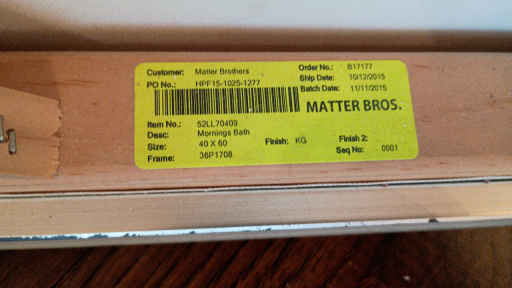 Customer: Matter Brothers Order No.: B17177
PO No.: HPF15-1025-1277 Ship Date: 10/12/2015
Batch Date: 11/11/2015
MATTER BROS.
Item No.: 52LL70409
Desc: Mornings Bath
Size: 40 X 60 Finish: KG Finish 2:
Frame: 36P1708 Seq No: 0001